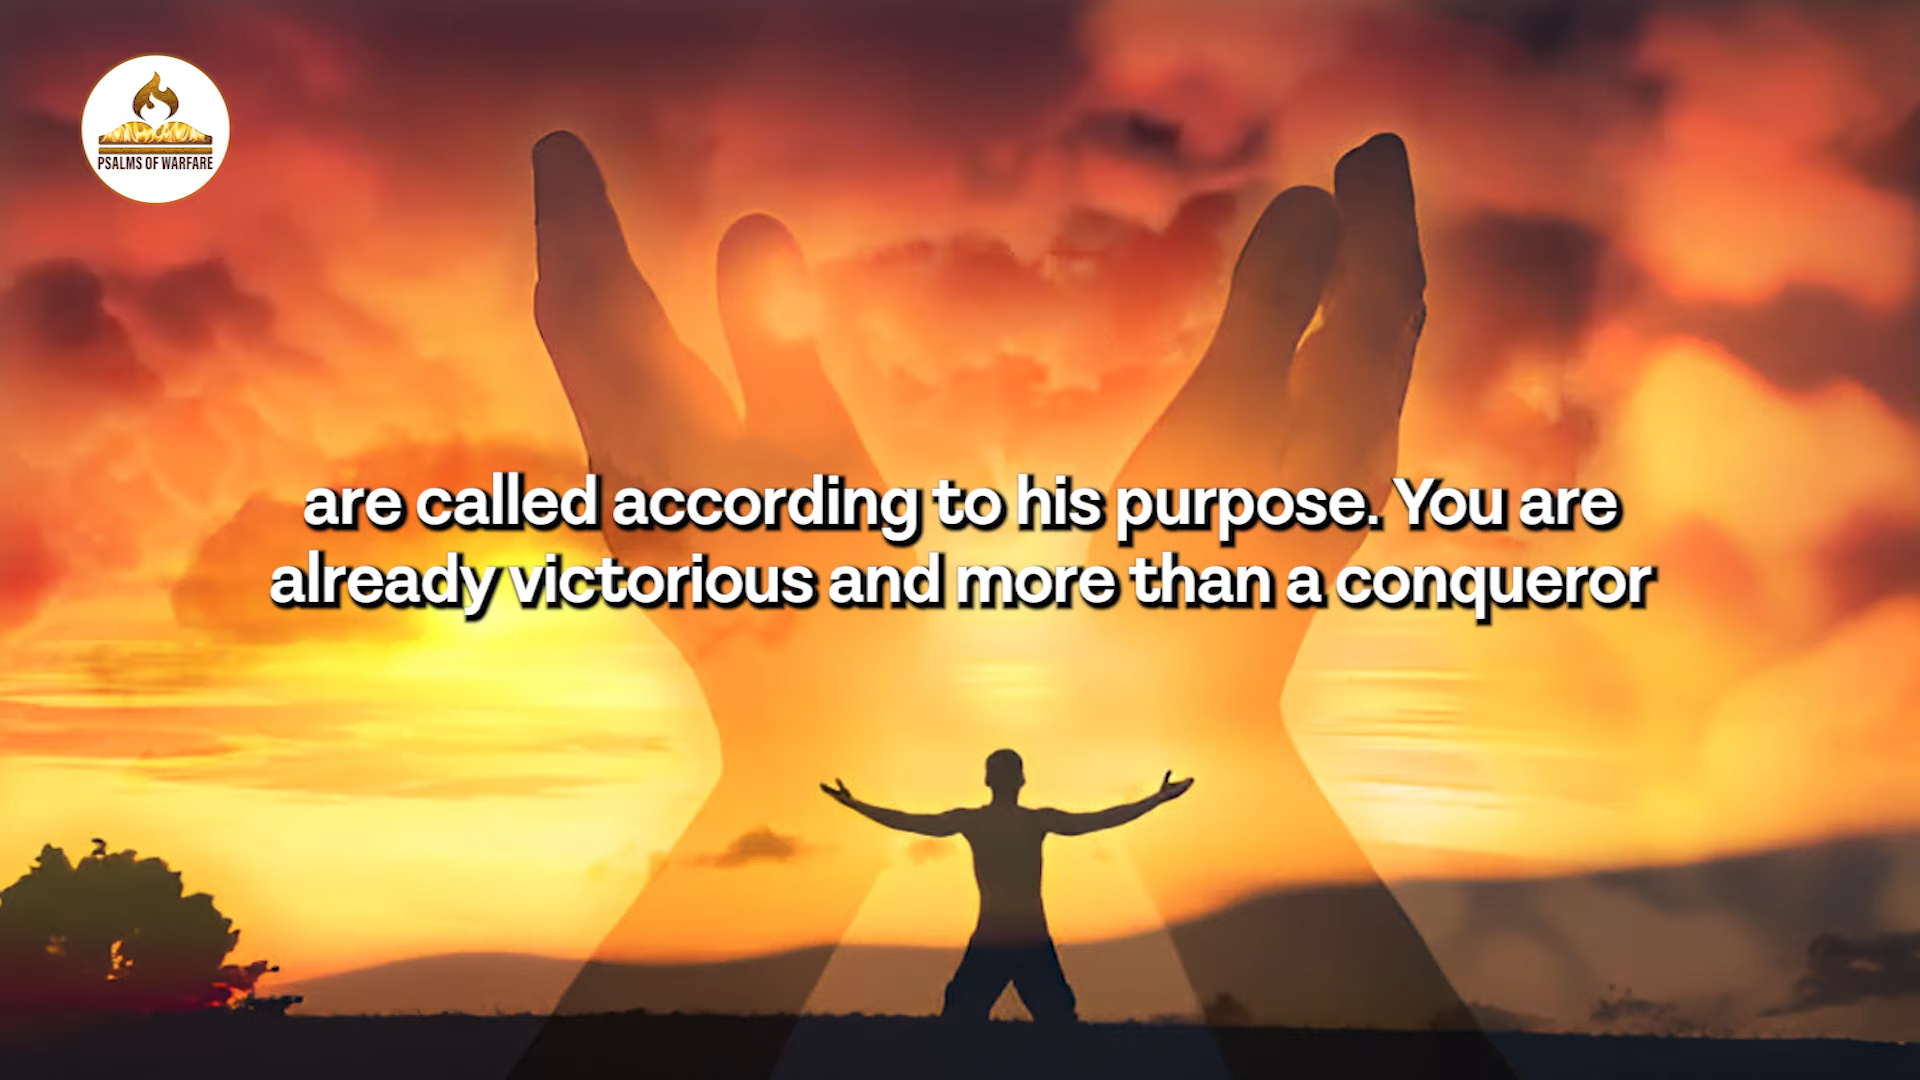 PSALMS OF WARFARE
are called according to his purpose. You are
already victorious and more than a conqueror